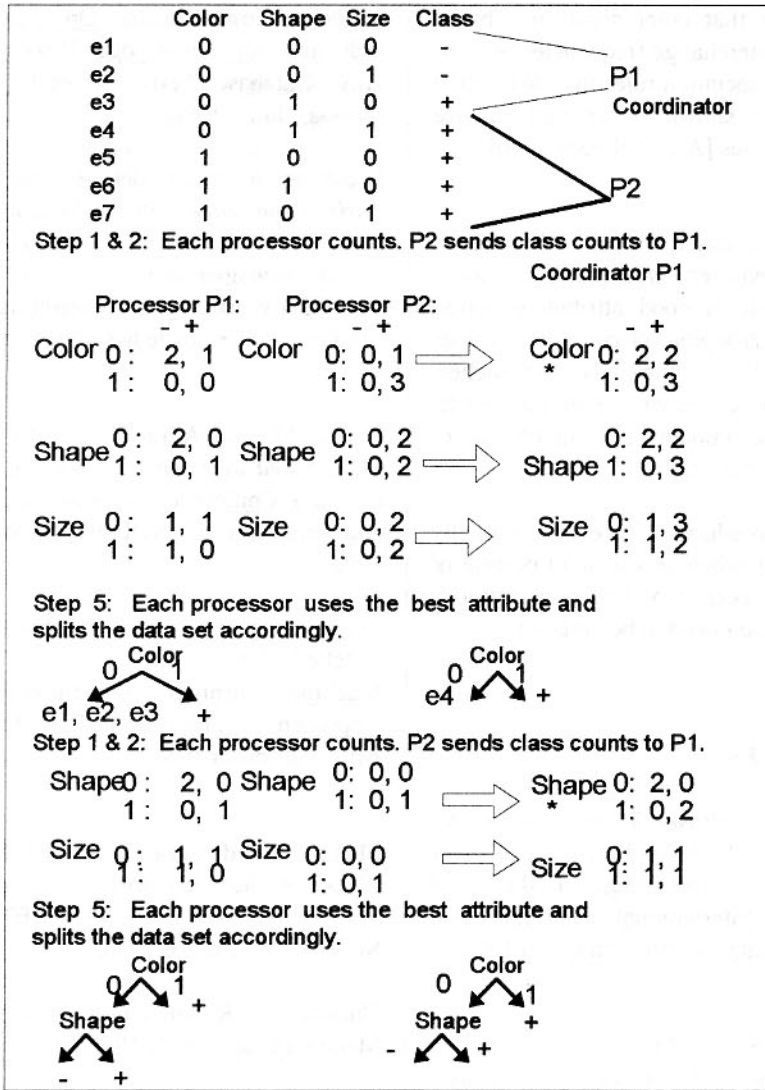 Color Shape Size Class
e1 0 0 0 -
e2 0 0 1 - P1
e3 0 1 0 + Coordinator
e4 0 1 1 +
e5 1 0 0 +
e6 1 1 0 + P2
e7 1 0 1 +
Step 1 & 2: Each processor counts. P2 sends class counts to P1.
Coordinator P1
Processor P1: Processor P2:
- + - + - +
Color 0: 2, 1 Color 0: 0, 1 Color 0: 2, 2
1: 0, 0 1: 0, 3 * 1: 0, 3
Shape 0: 2, 0 Shape 0: 0, 2 0: 2, 2
1: 0, 1 1: 0, 2 Shape 1: 0, 3
Size 0: 1, 1 Size 0: 0, 2 Size 0: 1, 3
1: 1, 0 1: 0, 2 1: 1, 2
Step 5: Each processor uses the best attribute and
splits the data set accordingly.
0 Color 1 0 Color 1
e1, e2, e3 + e4 +
Step 1 & 2: Each processor counts. P2 sends class counts to P1.
Shape 0: 2, 0 Shape 0: 0, 0 Shape 0: 2, 0
1: 0, 1 1: 0, 1 * 1: 0, 2
Size 0: 1, 1 Size 0: 0, 0 Size 0: 1, 1
1: 1, 0 1: 0, 1 1: 1, 1
Step 5: Each processor uses the best attribute and
splits the data set accordingly.
0 Color 1 0 Color 1
Shape + Shape +
- + - +